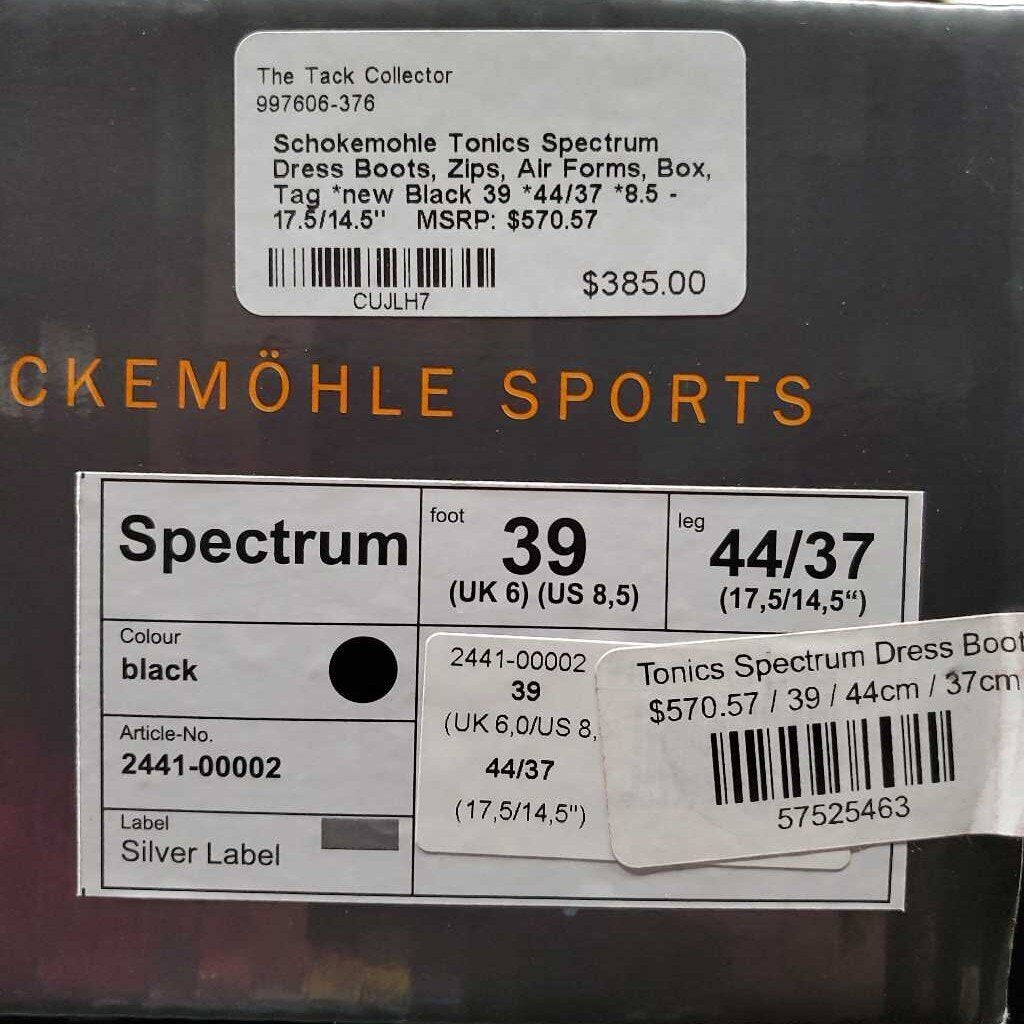 The Tack Collector
997606-376
Schokemohle Tonics Spectrum
Dress Boots, Zips, Air Forms, Box,
Tag *new Black 39 *44/37 *8.5 -
17.5/14.5" MSRP: $570.57
CUJLH7
$385.00
CKEMÖHLE SPORTS
Spectrum
foot
39
(UK 6) (US 8,5)
leg
44/37
(17,5/14,5“)
Colour
black
Article-No.
2441-00002
Label
Silver Label
2441-00002
39
(UK 6,0/US 8,
44/37
(17,5/14,5")
Tonics Spectrum Dress Boot
$570.57 / 39 / 44cm / 37cm
57525463